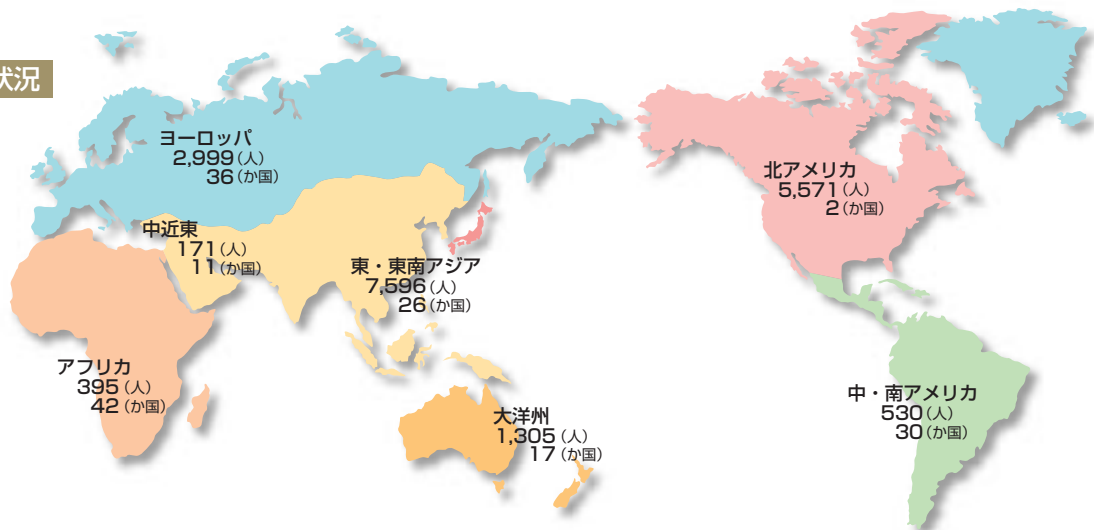 状況
ヨーロッパ
2,999(人)
36(か国)
中近東
171(人)
11(か国)
東・東南アジア
7,596(人)
26(か国)
アフリカ
395(人)
42(か国)
大洋州
1,305(人)
17(か国)
北アメリカ
5,571(人)
2(か国)
中・南アメリカ
530(人)
30(か国)